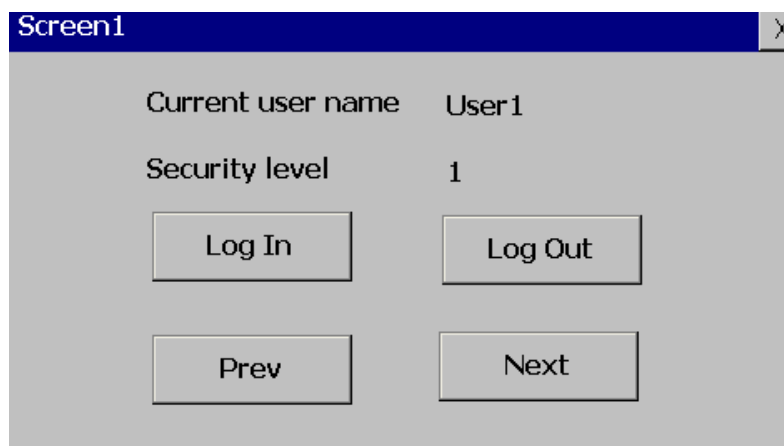 Screen1 X
Current user name User1
Security level 1
Log In Log Out
Prev Next